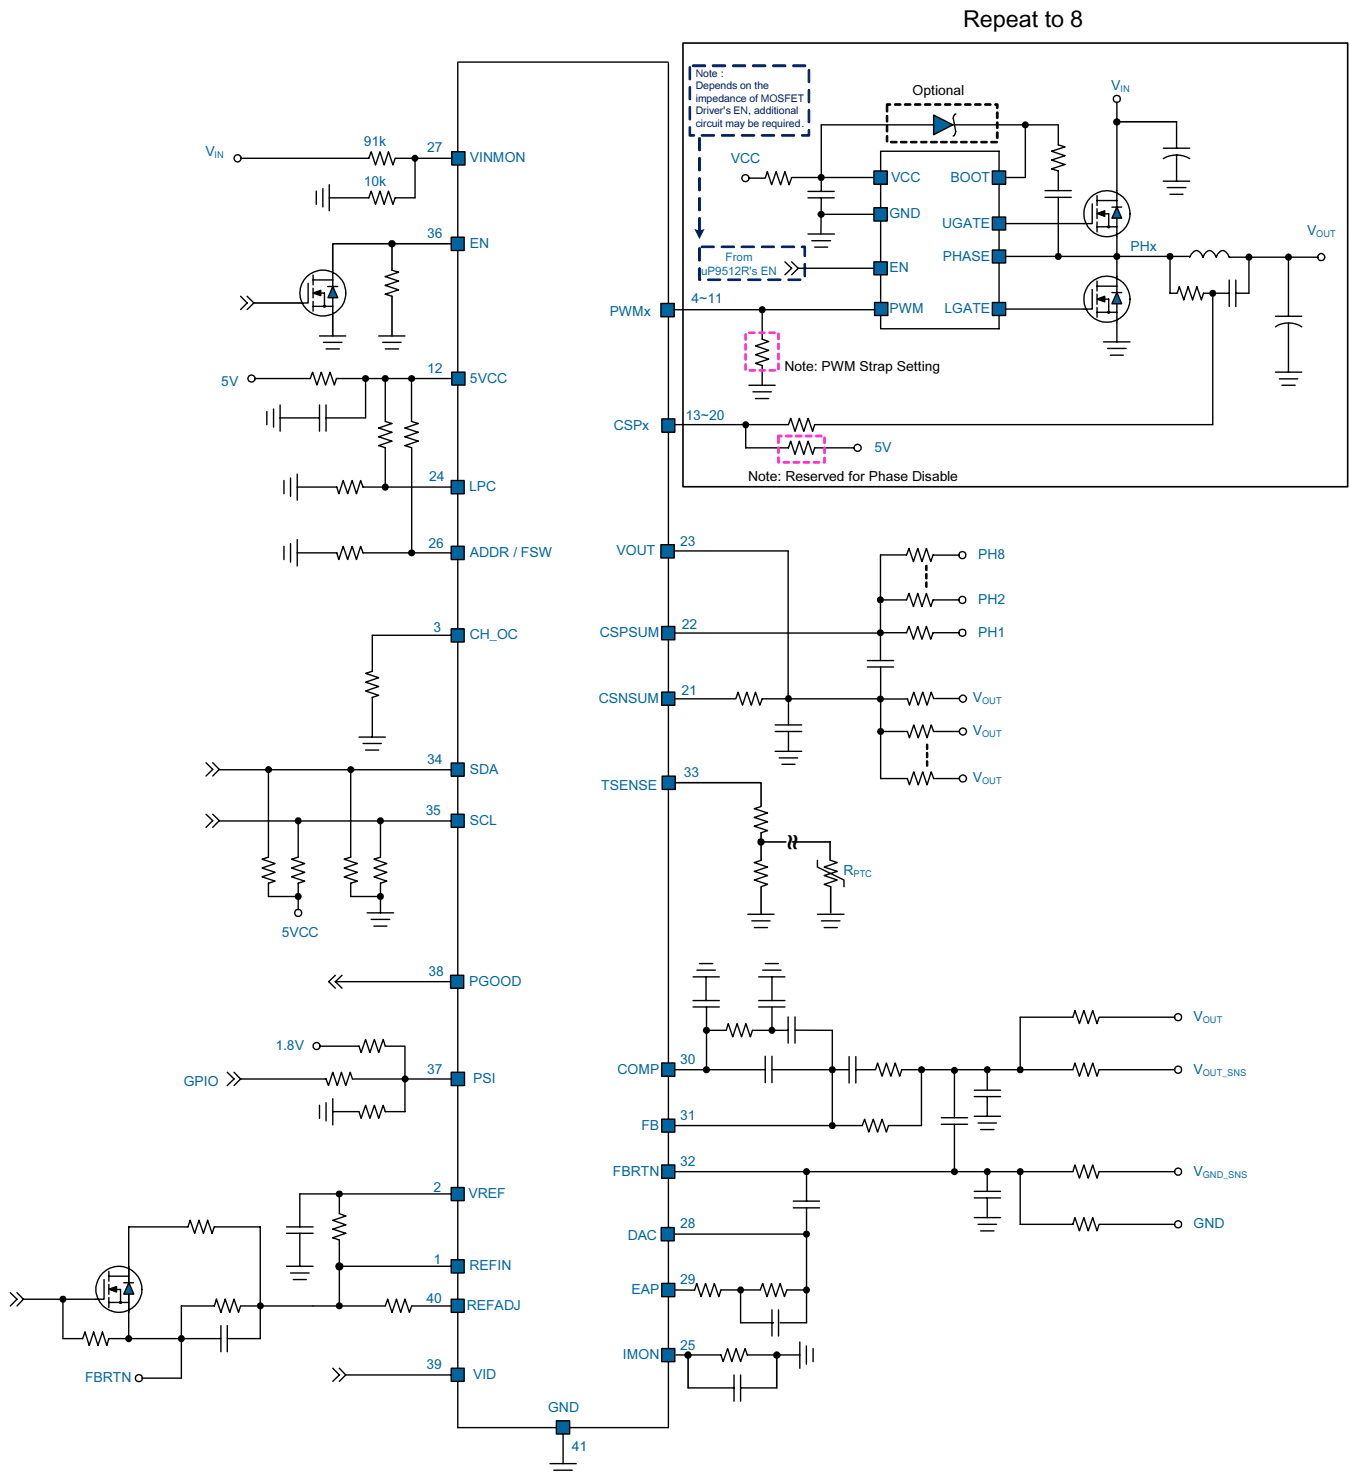 Repeat to 8
Note :
Depends on the
impedance of MOSFET
Driver's EN, additional
circuit may be required.
Optional
VIN
VCC
VCC
BOOT
GND
UGATE
From
uP9512R's EN
EN
PHASE
PHx
VOUT
PWM
LGATE
Note: PWM Strap Setting
5V
Note: Reserved for Phase Disable
VIN
91k
10k
27
VINMON
36
EN
PWMx
4~11
5V
12
5VCC
CSPx
13~20
24
LPC
26
ADDR / FSW
VOUT
23
PH8
PH2
3
CH_OC
CSPSUM
22
PH1
CSNSUM
21
VOUT
VOUT
VOUT
34
SDA
TSENSE
33
35
SCL
RPTC
5VCC
38
PGOOD
1.8V
GPIO
37
PSI
COMP
30
VOUT
VOUT_SNS
FB
31
FBRTN
32
VGND_SNS
2
VREF
DAC
28
GND
1
REFIN
EAP
29
40
REFADJ
IMON
25
FBRTN
39
VID
GND
41